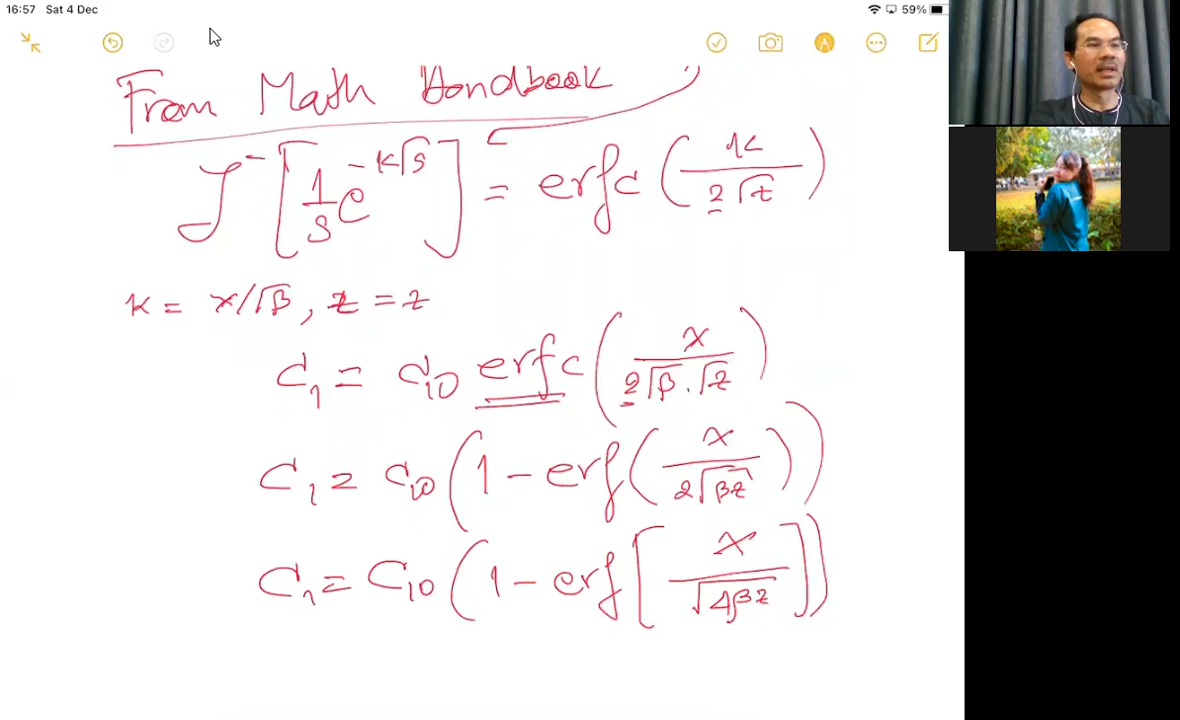 16:57 Sat 4 Dec 59%
From Math Handbook
ℒ⁻[1/s e^(-k√s)] = erfc(k/(2√z))
k = x/√β, z = z
C₁ = C₁₀ erfc(x/(2√β.√z))
C₁ = C₁₀(1 - erf(x/(2√βz)))
C₁ = C₁₀(1 - erf[x/√4βz])